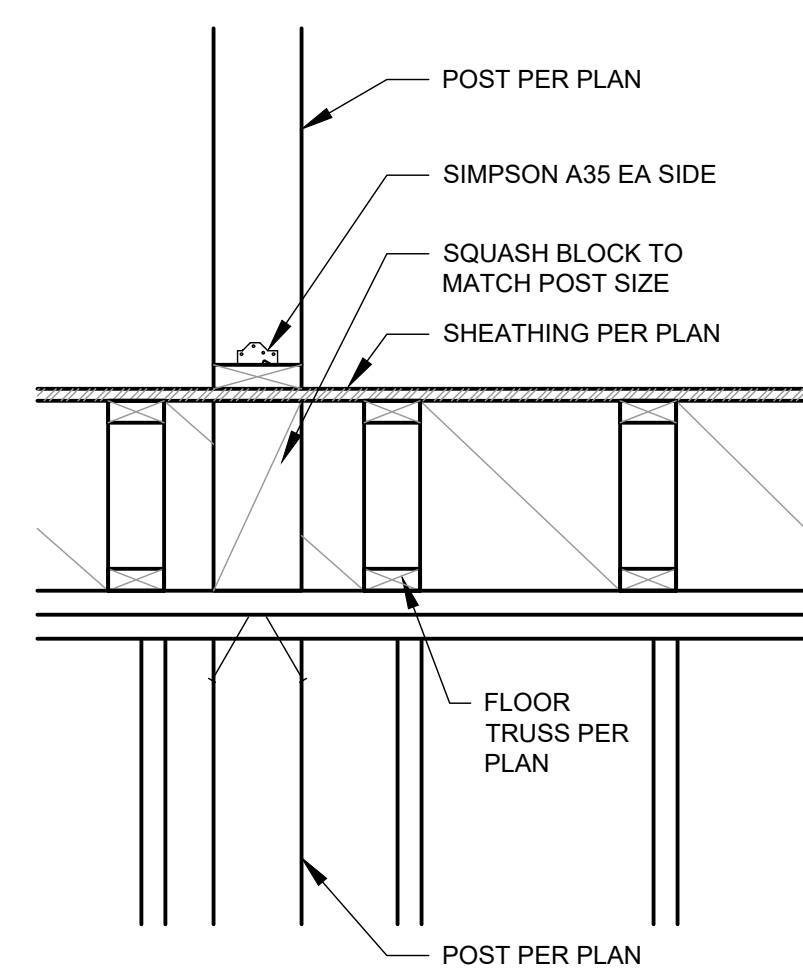 POST PER PLAN
SIMPSON A35 EA SIDE
SQUASH BLOCK TO
MATCH POST SIZE
SHEATHING PER PLAN
FLOOR
TRUSS PER
PLAN
POST PER PLAN